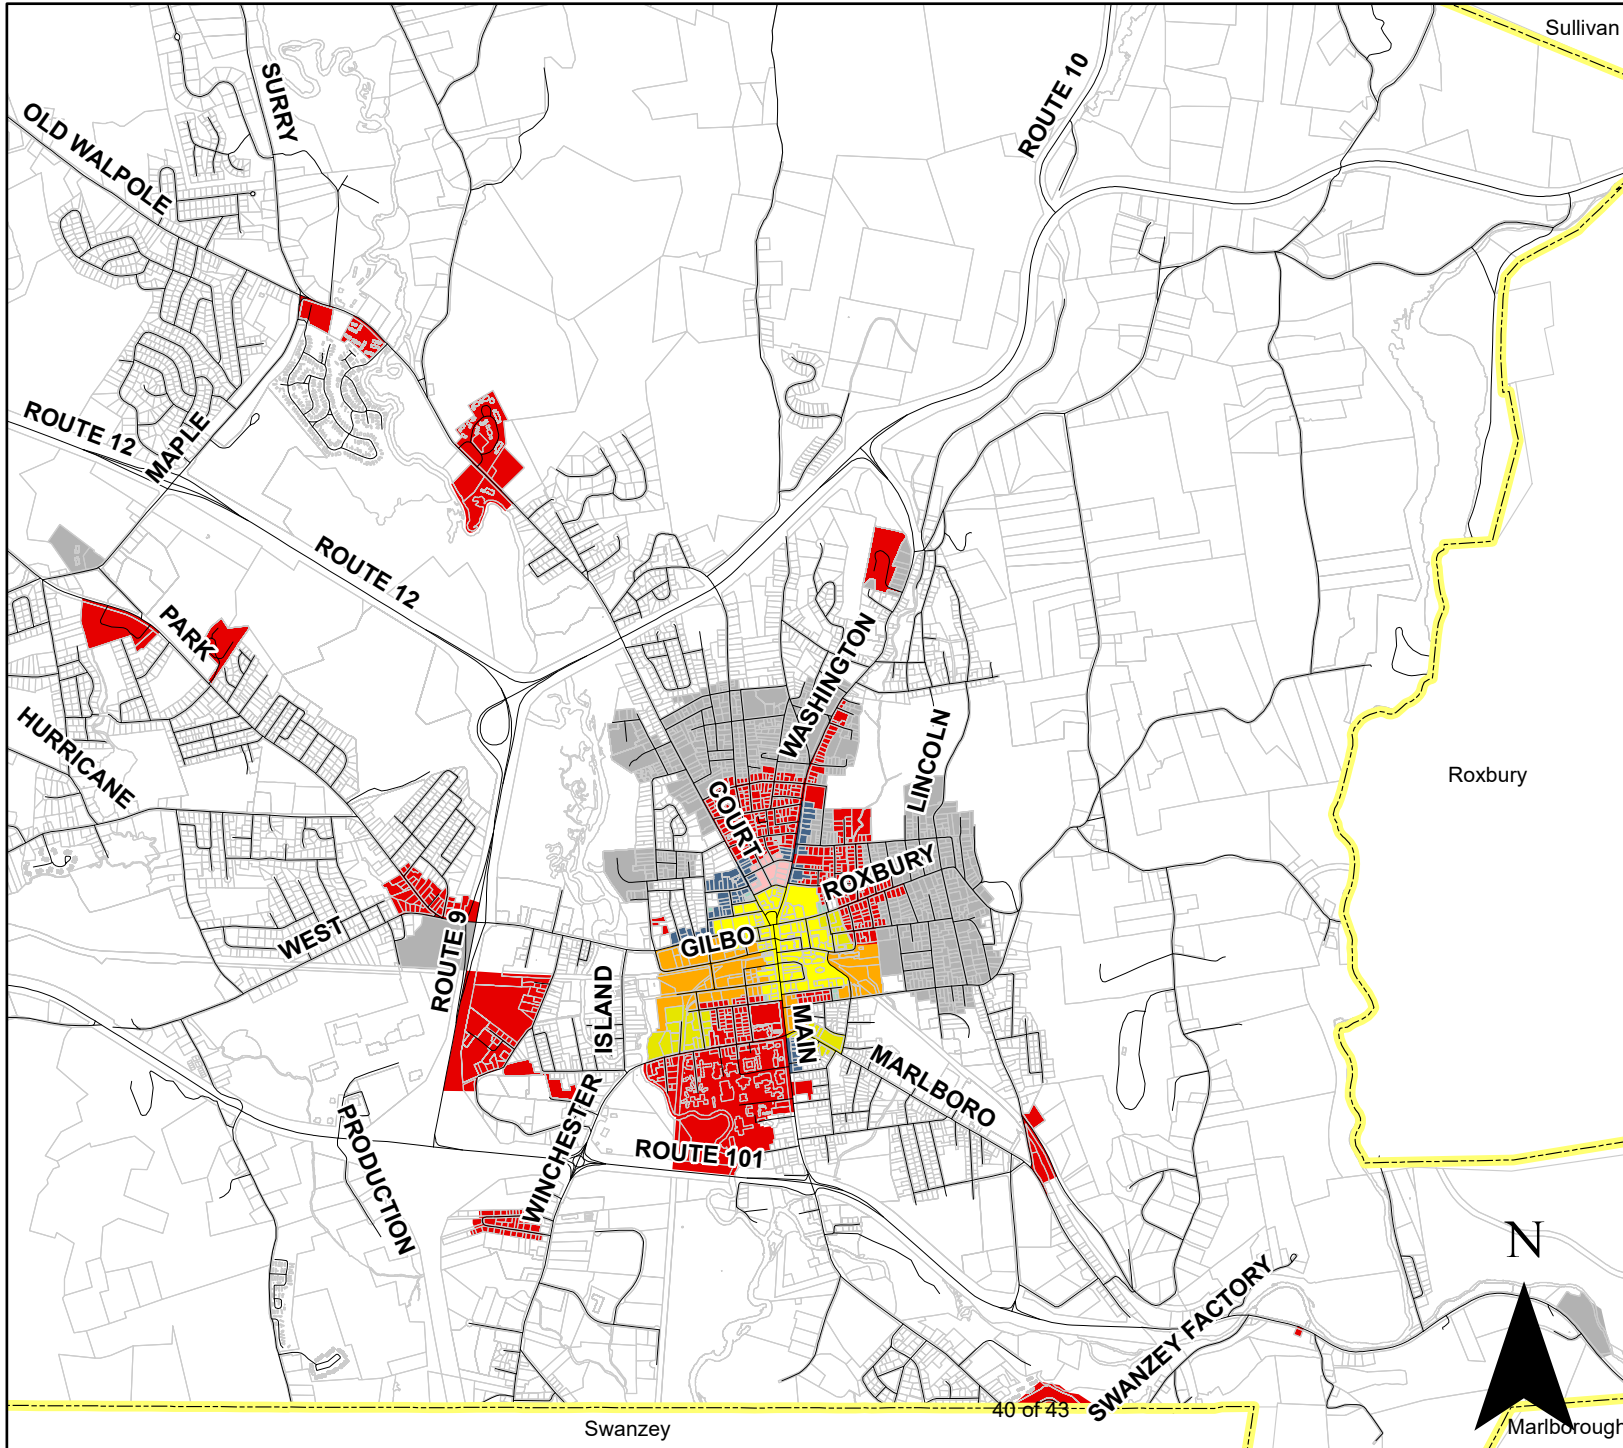 Sullivan
SURRY
ROUTE 10
OLD WALPOLE
ROUTE 12
MAPLE
ROUTE 12
PARK
WASHINGTON
HURRICANE
LINCOLN
Roxbury
COURT
ROXBURY
WEST
GILBO
ROUTE 9
ISLAND
MAIN
MARLBORO
WINCHESTER
PRODUCTION
ROUTE 101
N
SWANZEY FACTORY
40 of 43
Swanzey
Marlborough